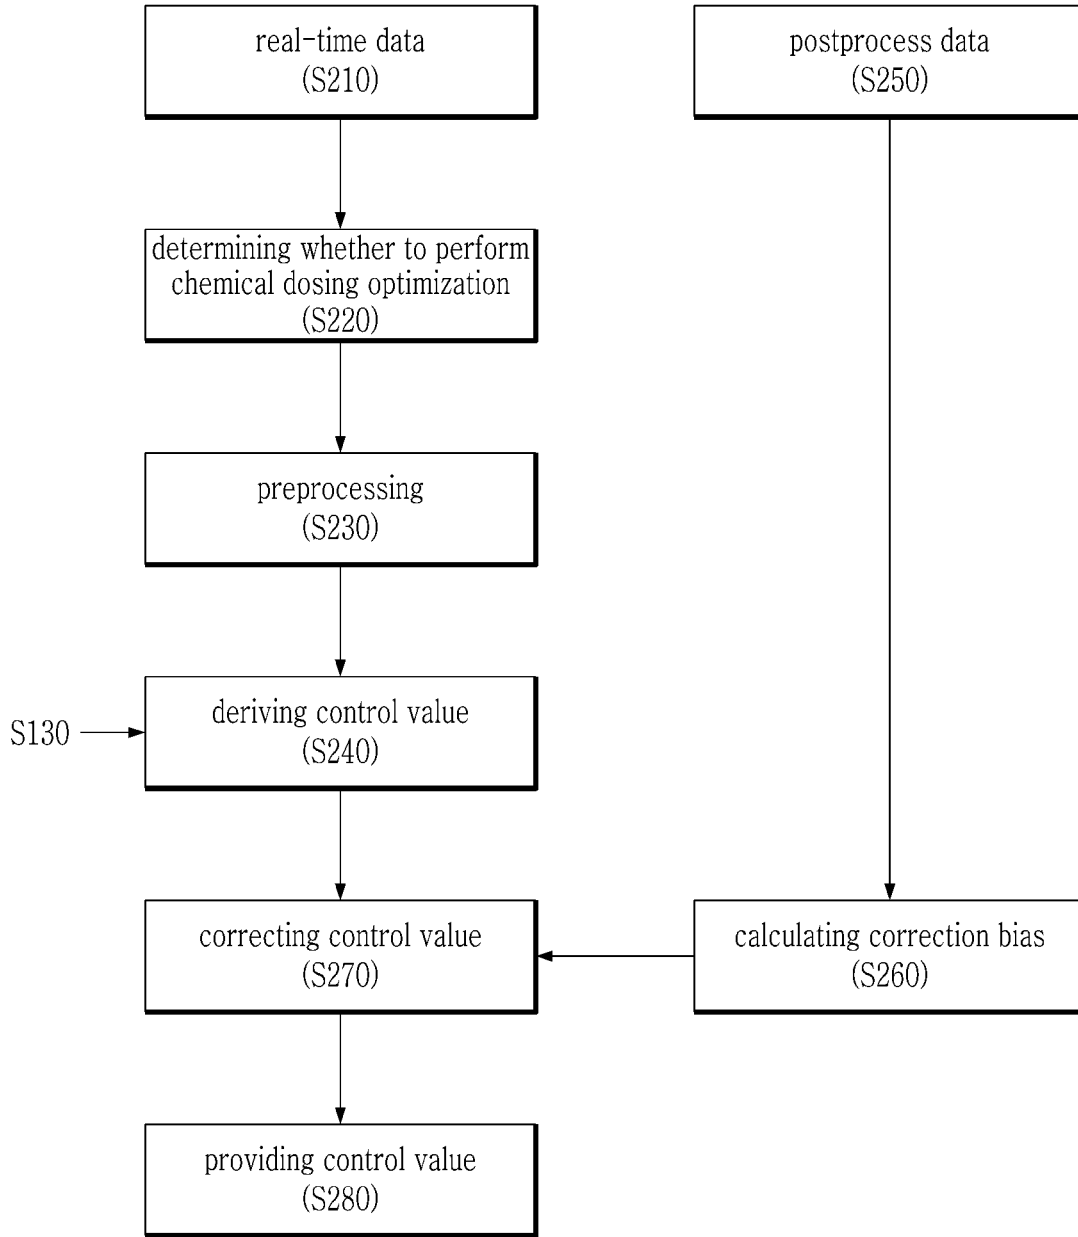 real-time data
(S210)
postprocess data
(S250)
determining whether to perform
chemical dosing optimization
(S220)
preprocessing
(S230)
deriving control value
(S240)
S130
correcting control value
(S270)
calculating correction bias
(S260)
providing control value
(S280)